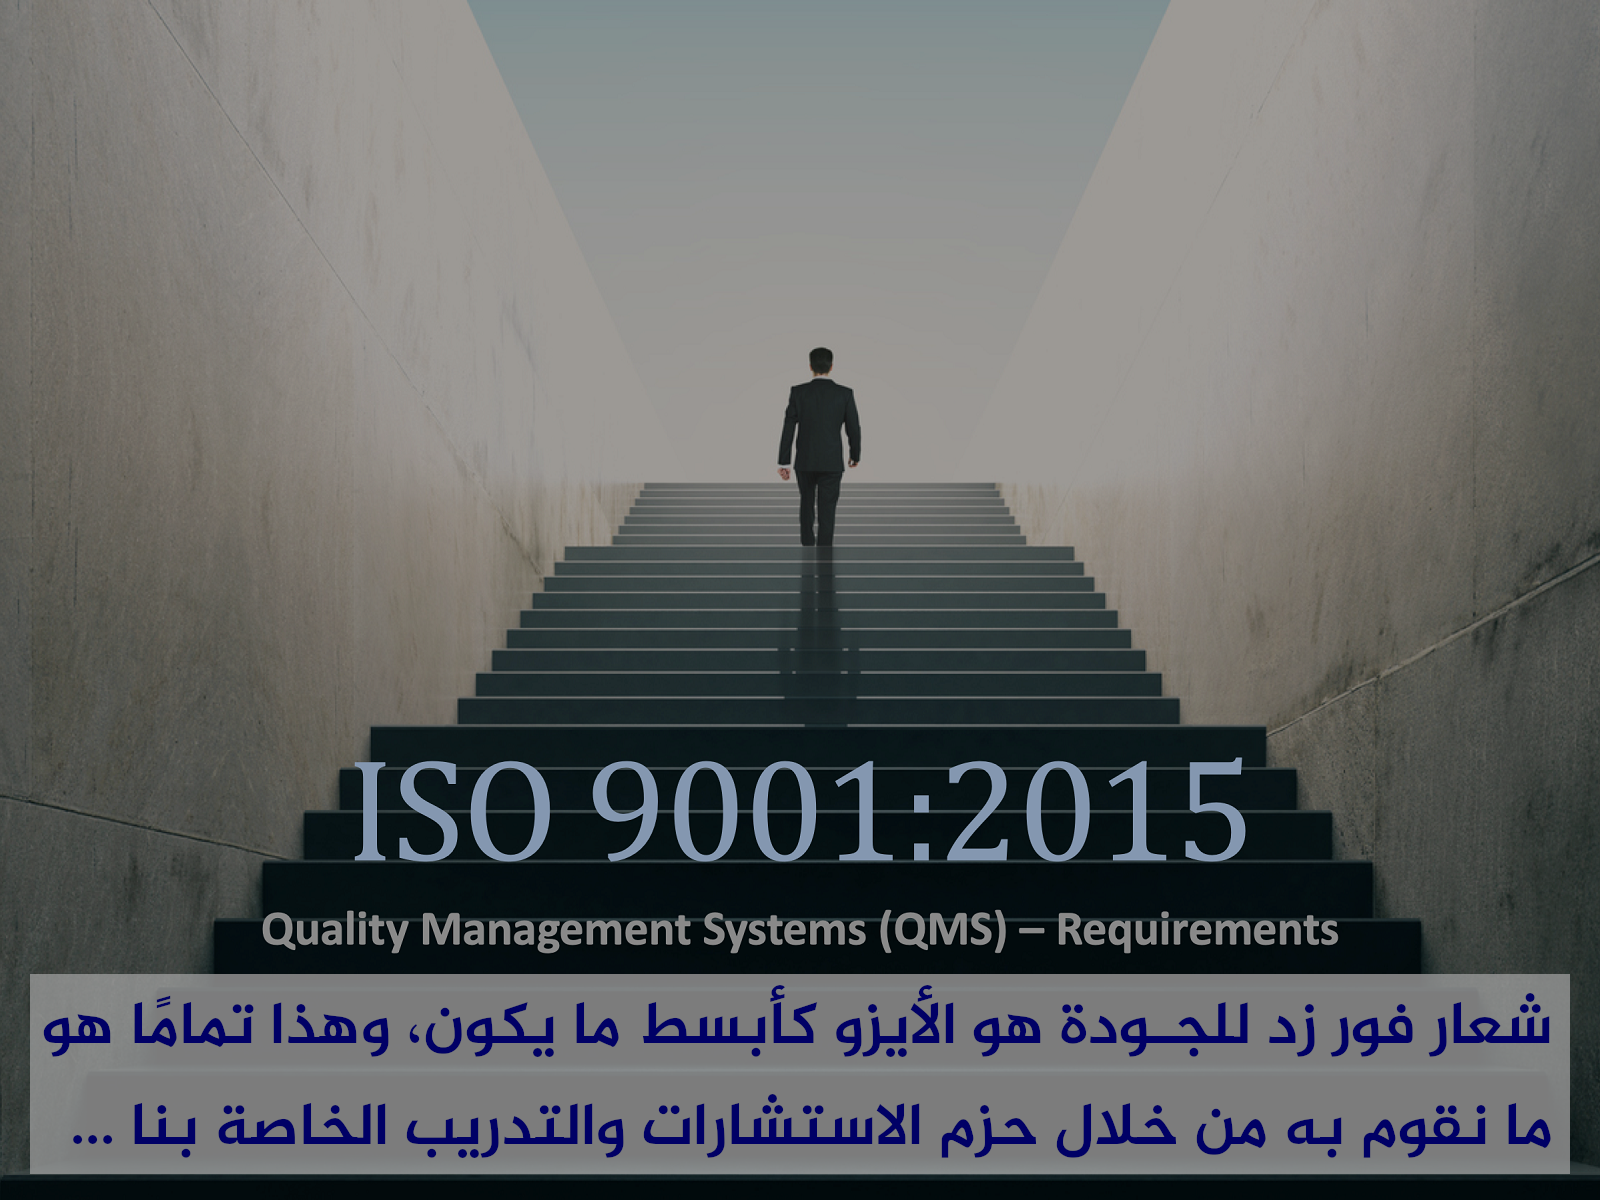 ISO 9001:2015
Quality Management Systems (QMS) – Requirements
شعار فور زد للجـودة هو الأيزو كأبسط ما يكون، وهذا تمامًا هو
ما نقوم به من خلال حزم الاستشارات والتدريب الخاصة بنا ...